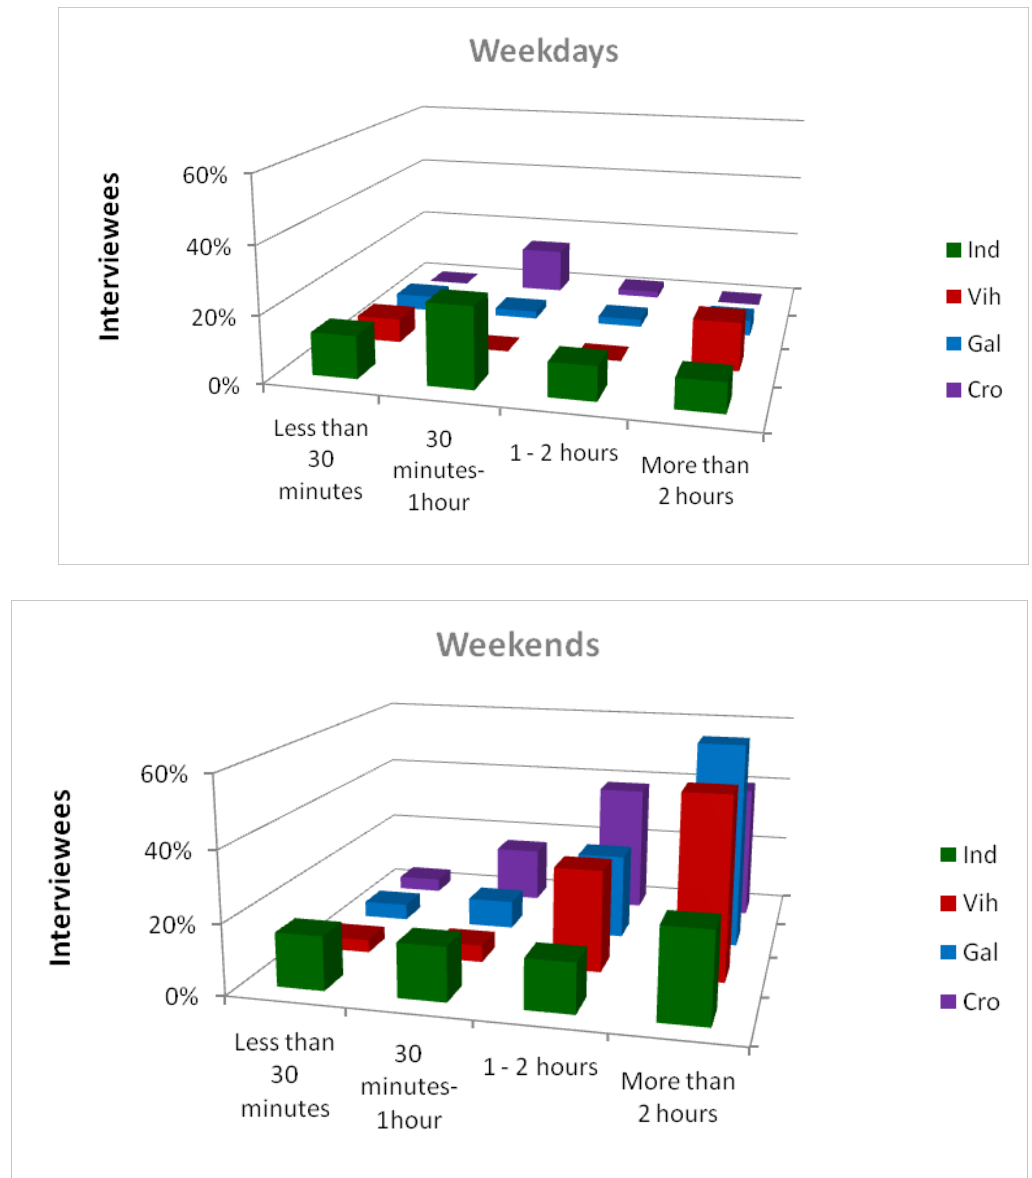 Weekdays
Interviewees
60%
40%
20%
0%
Less than
30
minutes
30
minutes-
1hour
1 - 2 hours
More than
2 hours
Ind
Vih
Gal
Cro
Weekends
Interviewees
60%
40%
20%
0%
Less than
30
minutes
30
minutes-
1hour
1 - 2 hours
More than
2 hours
Ind
Vih
Gal
Cro